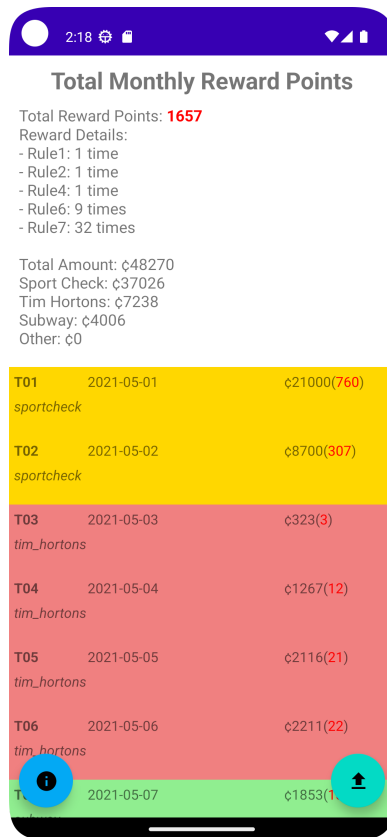 2:18
Total Monthly Reward Points
Total Reward Points: 1657
Reward Details:
- Rule1: 1 time
- Rule2: 1 time
- Rule4: 1 time
- Rule6: 9 times
- Rule7: 32 times
Total Amount: ¢48270
Sport Check: ¢37026
Tim Hortons: ¢7238
Subway: ¢4006
Other: ¢0
T01 2021-05-01 ¢21000(760)
sportcheck
T02 2021-05-02 ¢8700(307)
sportcheck
T03 2021-05-03 ¢323(3)
tim_hortons
T04 2021-05-04 ¢1267(12)
tim_hortons
T05 2021-05-05 ¢2116(21)
tim_hortons
T06 2021-05-06 ¢2211(22)
tim_hortons
2021-05-07